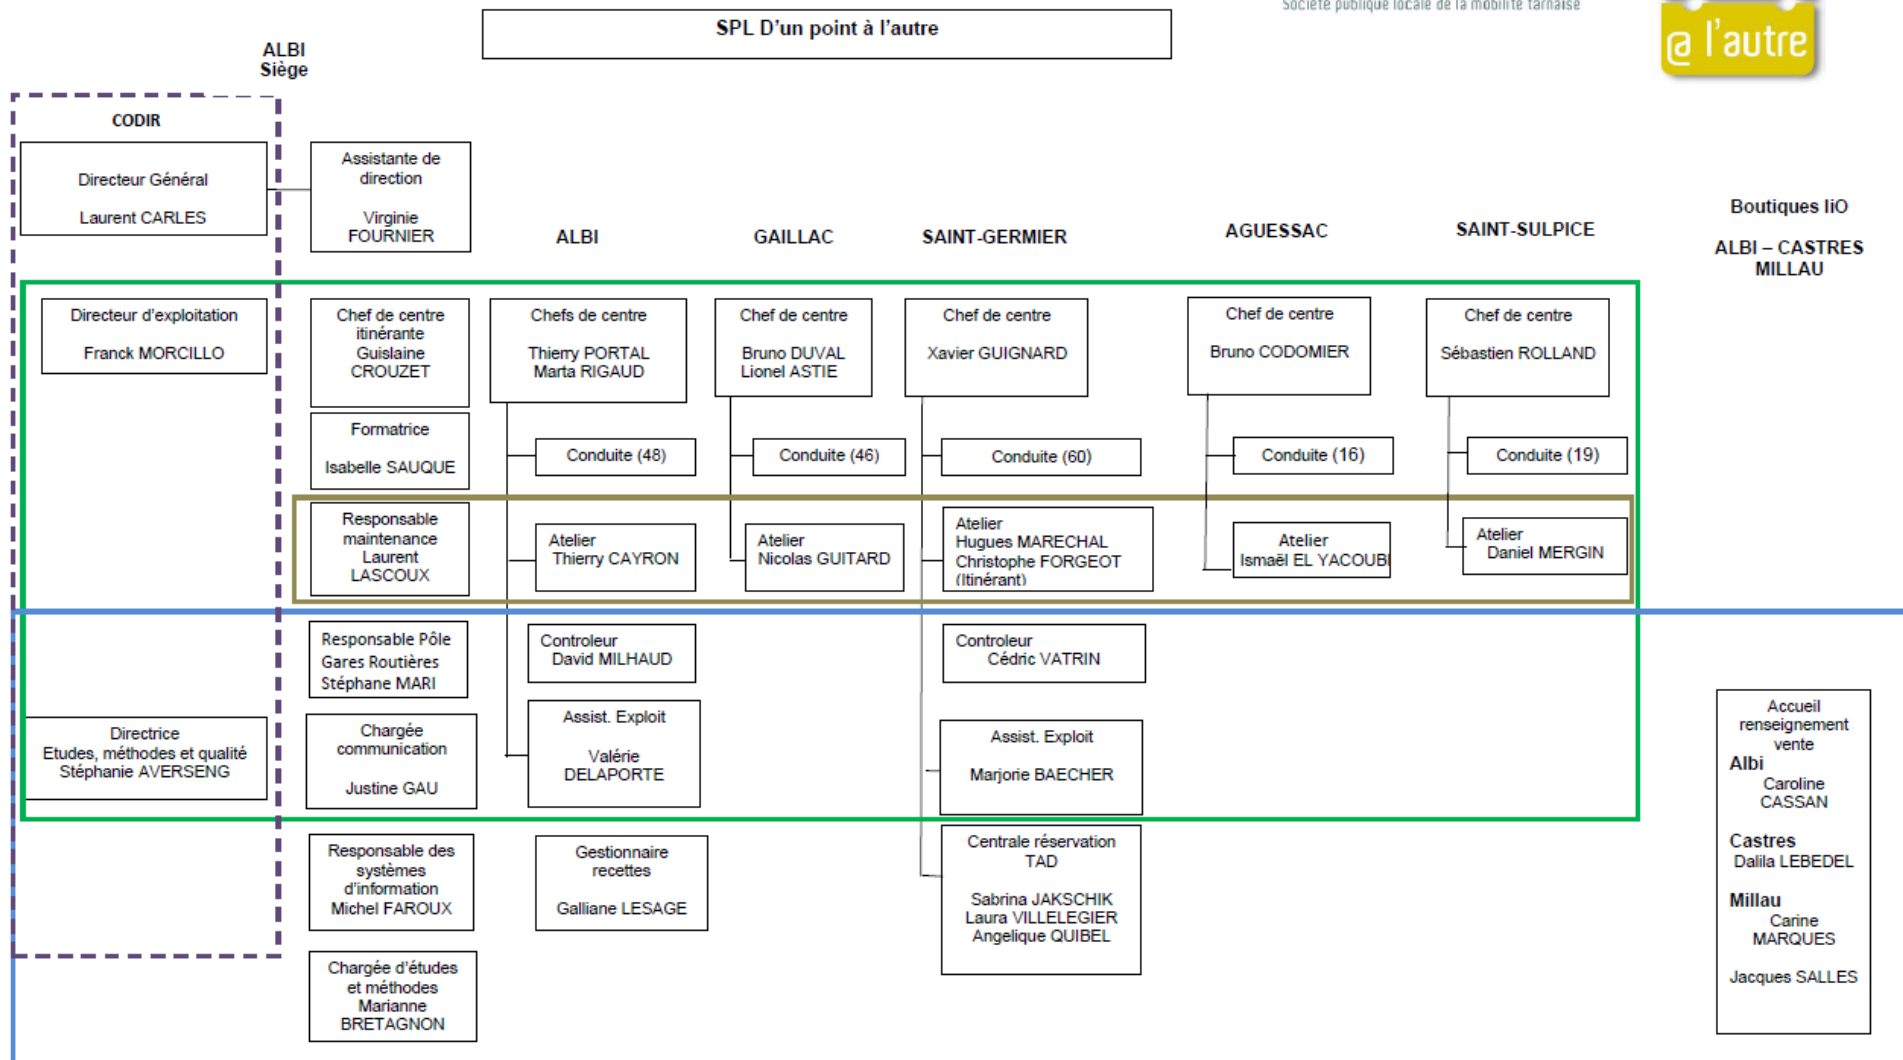 Société publique locale de la mobilité tarnaise
@ l'autre
SPL D'un point à l'autre
ALBI
Siège
CODIR
Directeur Général
Laurent CARLES
Assistante de
direction
Virginie
FOURNIER
ALBI
GAILLAC
SAINT-GERMIER
AGUESSAC
SAINT-SULPICE
Boutiques liO
ALBI – CASTRES
MILLAU
Directeur d'exploitation
Franck MORCILLO
Chef de centre
itinérante
Guislaine
CROUZET
Chefs de centre
Thierry PORTAL
Marta RIGAUD
Chef de centre
Bruno DUVAL
Lionel ASTIE
Chef de centre
Xavier GUIGNARD
Chef de centre
Bruno CODOMIER
Chef de centre
Sébastien ROLLAND
Formatrice
Isabelle SAUQUE
Conduite (48)
Conduite (46)
Conduite (60)
Conduite (16)
Conduite (19)
Responsable
maintenance
Laurent
LASCOUX
Atelier
Thierry CAYRON
Atelier
Nicolas GUITARD
Atelier
Hugues MARECHAL
Christophe FORGEOT
(Itinérant)
Atelier
Ismaël EL YACOUBI
Atelier
Daniel MERGIN
Responsable Pôle
Gares Routières
Stéphane MARI
Controleur
David MILHAUD
Controleur
Cédric VATRIN
Directrice
Etudes, méthodes et qualité
Stéphanie AVERSENG
Chargée
communication
Justine GAU
Assist. Exploit
Valérie
DELAPORTE
Assist. Exploit
Marjorie BAECHER
Responsable des
systèmes
d'information
Michel FAROUX
Gestionnaire
recettes
Galliane LESAGE
Centrale réservation
TAD
Sabrina JAKSCHIK
Laura VILLELEGIER
Angelique QUIBEL
Chargée d'études
et méthodes
Marianne
BRETAGNON
Accueil
renseignement
vente
Albi
Caroline
CASSAN
Castres
Dalila LEBEDEL
Millau
Carine
MARQUES
Jacques SALLES